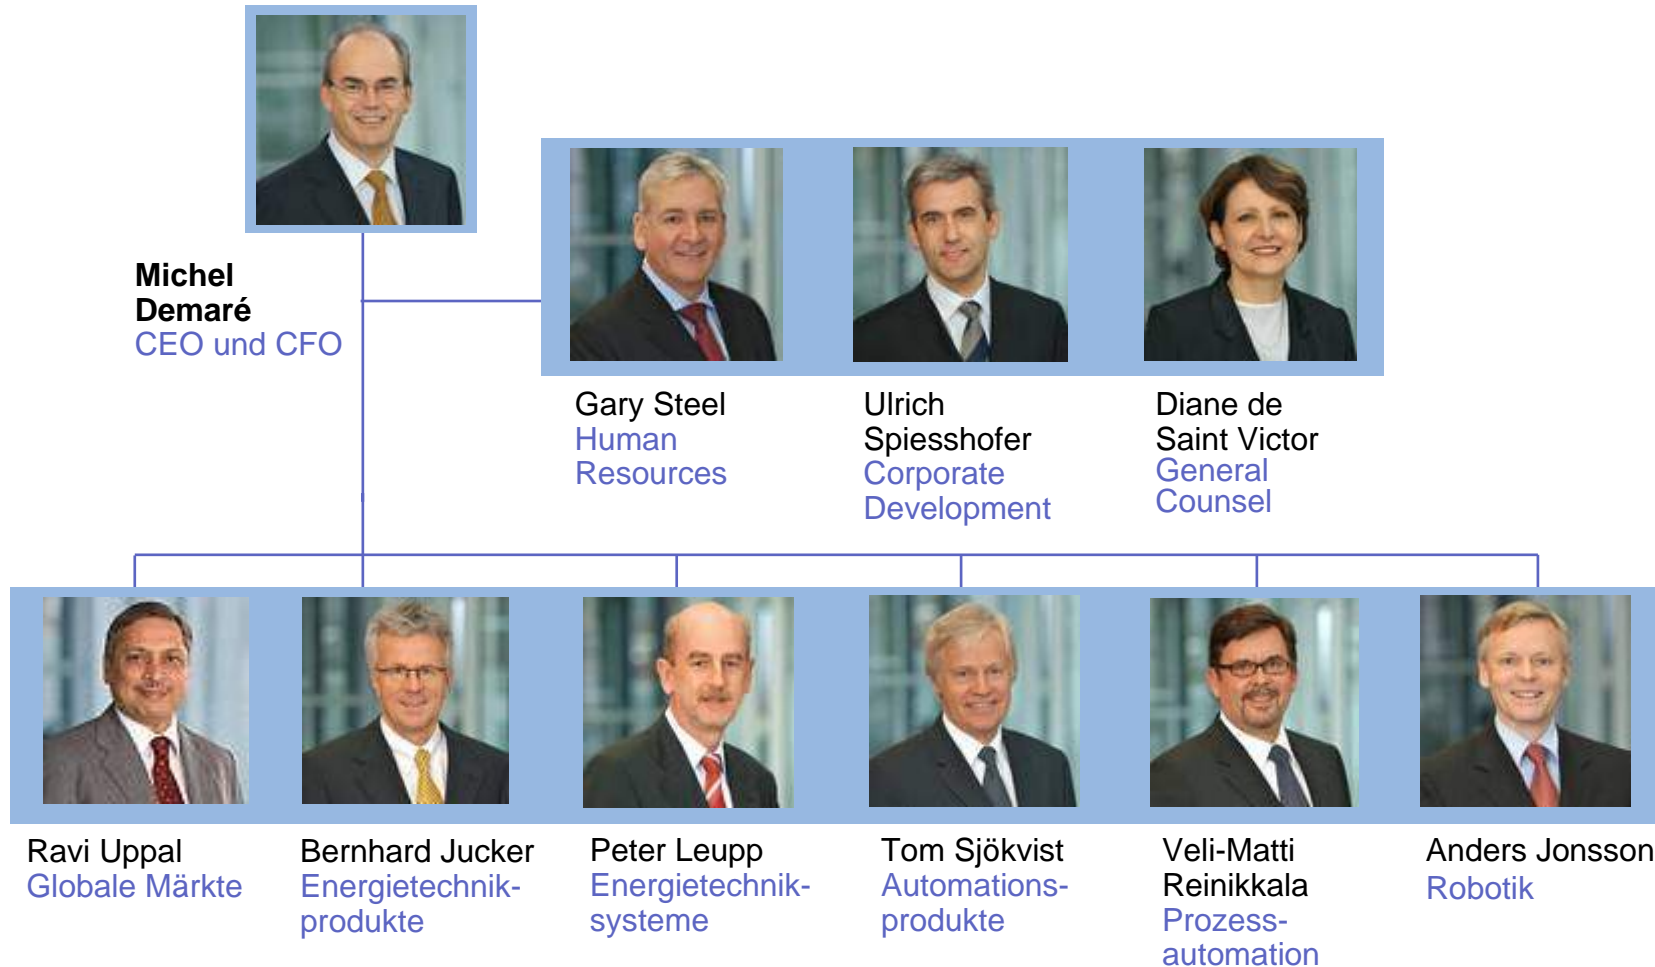 Michel
Demaré
CEO und CFO
Gary Steel
Human
Resources
Ulrich
Spiesshofer
Corporate
Development
Diane de
Saint Victor
General
Counsel
Ravi Uppal
Globale Märkte
Bernhard Jucker
Energietechnik-
produkte
Peter Leupp
Energietechnik-
systeme
Tom Sjökvist
Automations-
produkte
Veli-Matti
Reinikkala
Prozess-
automation
Anders Jonsson
Robotik